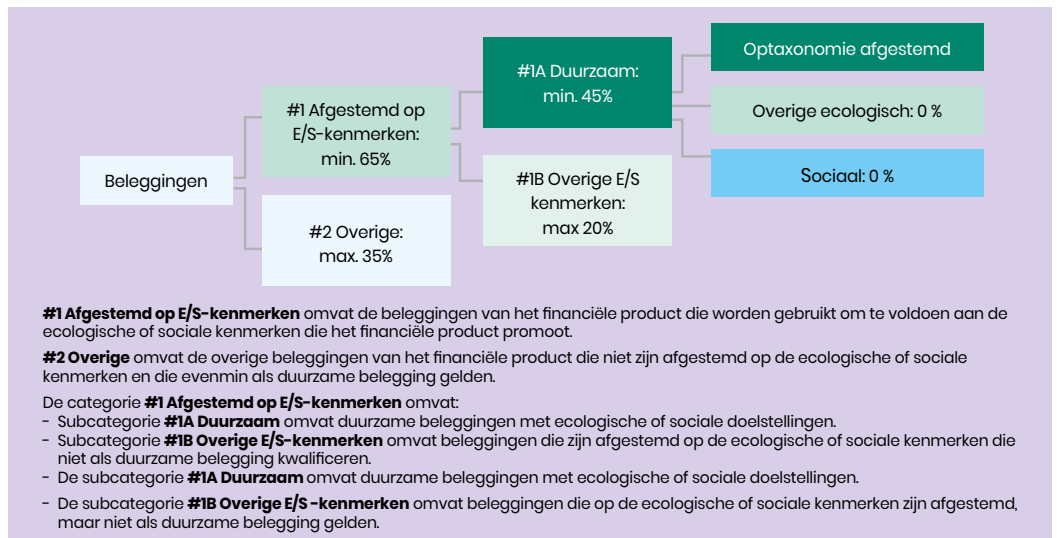 Beleggingen
#1 Afgestemd op
E/S-kenmerken:
min. 65%
#2 Overige:
max. 35%
#1A Duurzaam:
min. 45%
#1B Overige E/S
kenmerken:
max 20%
Optaxonomie afgestemd
Overige ecologisch: 0 %
Sociaal: 0 %
#1 Afgestemd op E/S-kenmerken omvat de beleggingen van het financiële product die worden gebruikt om te voldoen aan de
ecologische of sociale kenmerken die het financiële product promoot.
#2 Overige omvat de overige beleggingen van het financiële product die niet zijn afgestemd op de ecologische of sociale
kenmerken en die evenmin als duurzame belegging gelden.
De categorie #1 Afgestemd op E/S-kenmerken omvat:
- Subcategorie #1A Duurzaam omvat duurzame beleggingen met ecologische of sociale doelstellingen.
- Subcategorie #1B Overige E/S-kenmerken omvat beleggingen die zijn afgestemd op de ecologische of sociale kenmerken die
niet als duurzame belegging kwalificeren.
- De subcategorie #1A Duurzaam omvat duurzame beleggingen met ecologische of sociale doelstellingen.
- De subcategorie #1B Overige E/S -kenmerken omvat beleggingen die op de ecologische of sociale kenmerken zijn afgestemd,
maar niet als duurzame belegging gelden.